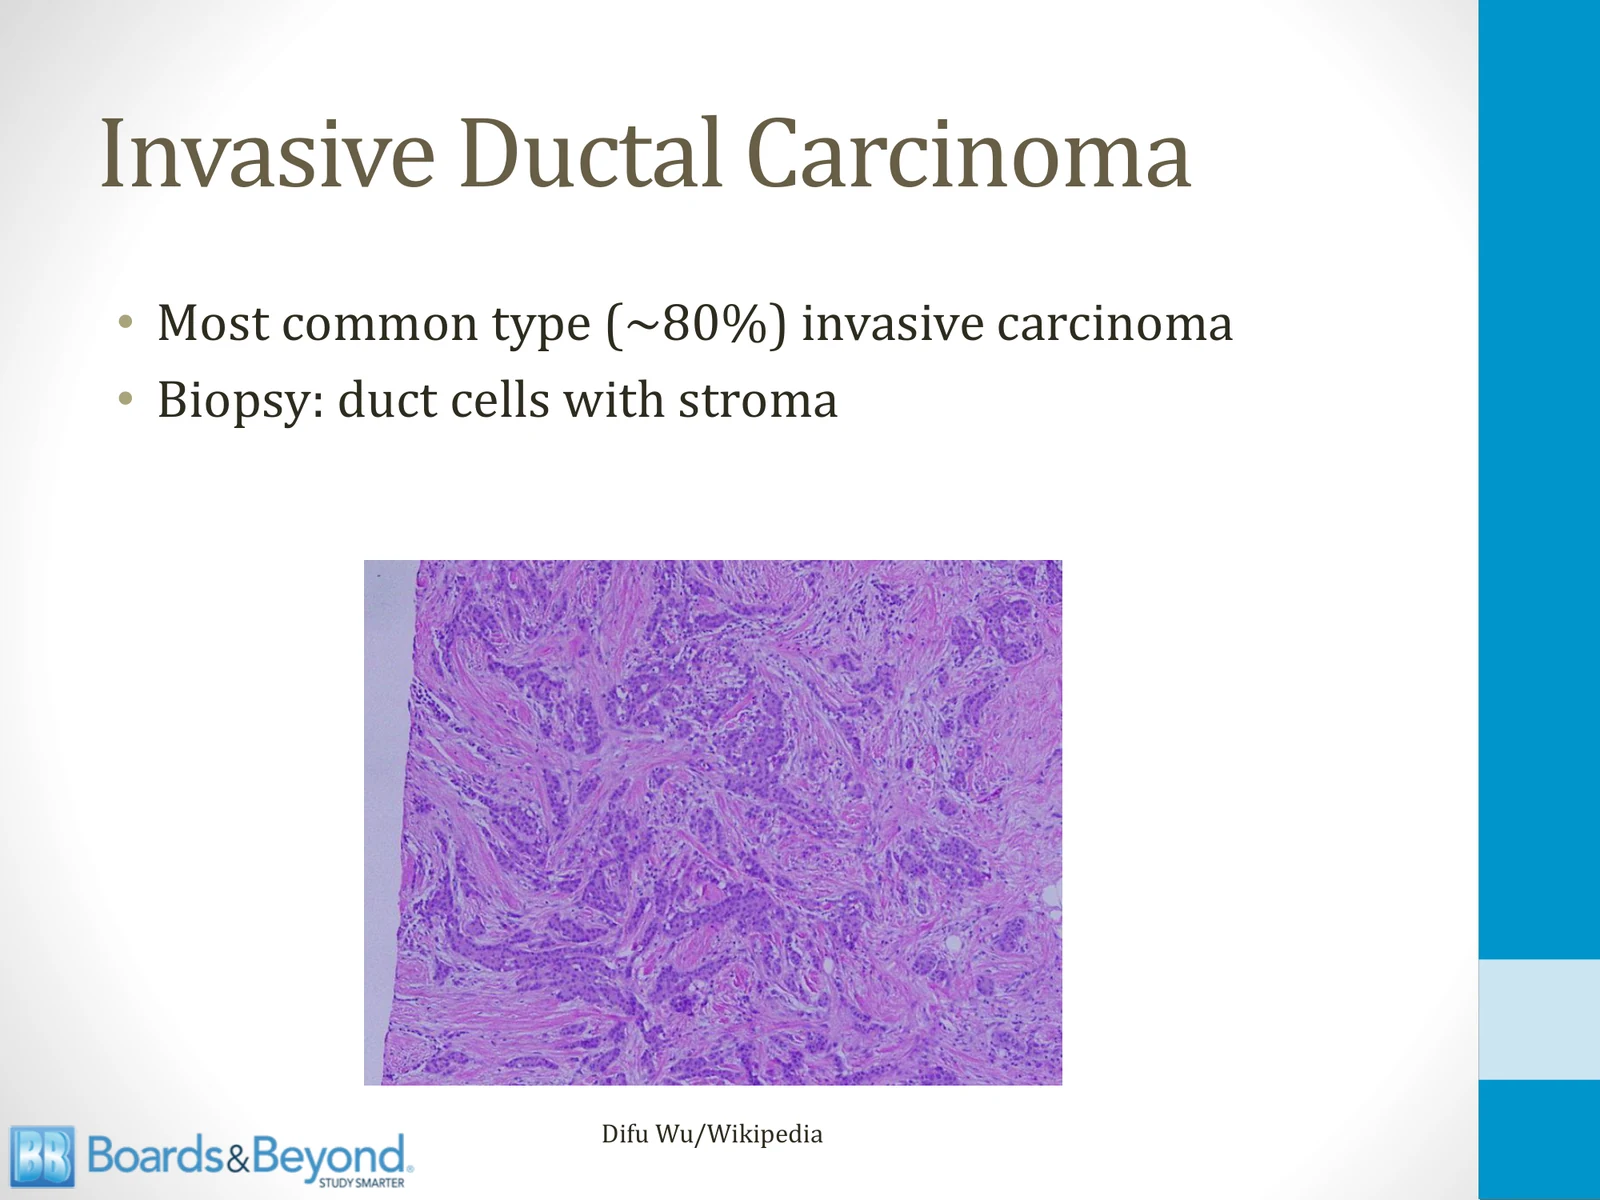 Invasive Ductal Carcinoma
• Most common type (~80%) invasive carcinoma
• Biopsy: duct cells with stroma
Difu Wu/Wikipedia
BB Boards&Beyond®
STUDY SMARTER